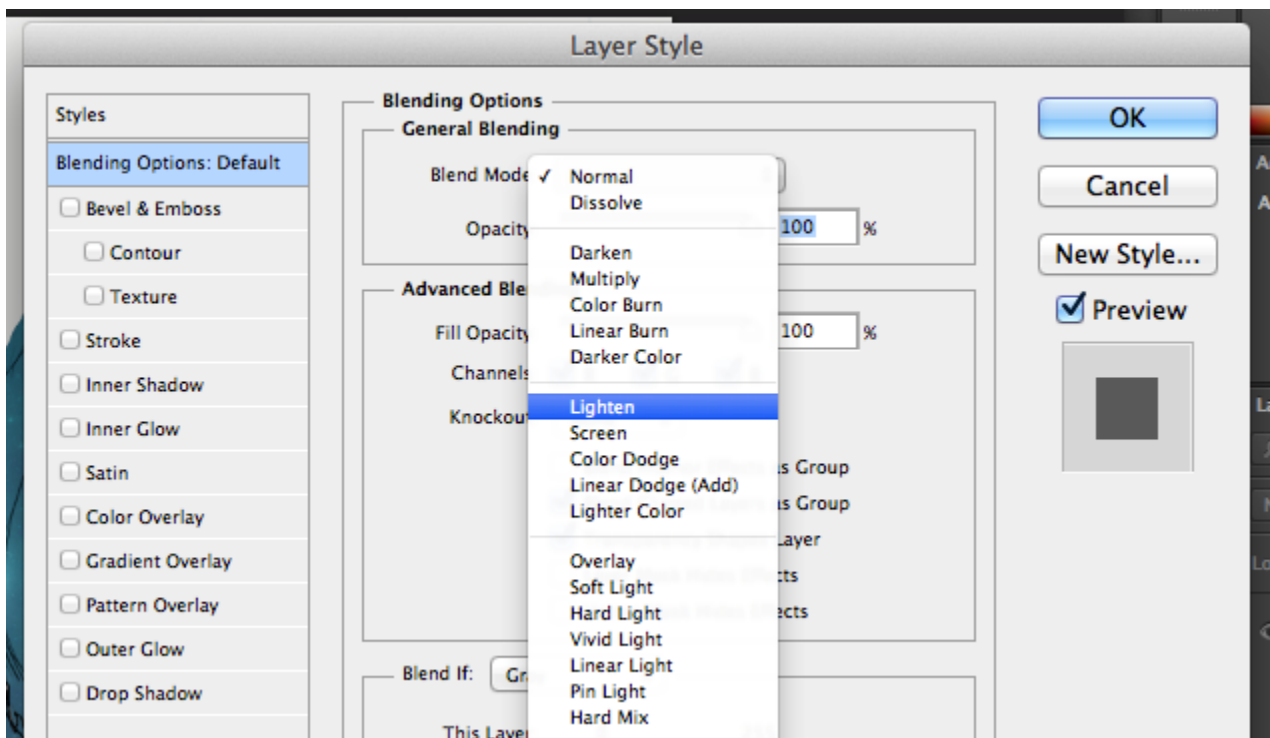 Layer Style
Styles
Blending Options: Default
Bevel & Emboss
Contour
Texture
Stroke
Inner Shadow
Inner Glow
Satin
Color Overlay
Gradient Overlay
Pattern Overlay
Outer Glow
Drop Shadow
Blending Options
General Blending
Blend Mode
✓ Normal
Dissolve
Opacity
100 %
Darken
Multiply
Color Burn
Linear Burn
Darker Color
Advanced Ble
Fill Opacity
100 %
Channels
Knockou
Lighten
Screen
Color Dodge
Linear Dodge (Add)
Lighter Color
as Group
as Group
Layer
Overlay
Soft Light
Hard Light
Vivid Light
Linear Light
Pin Light
Hard Mix
Blend If:
This Laye
OK
Cancel
New Style...
Preview